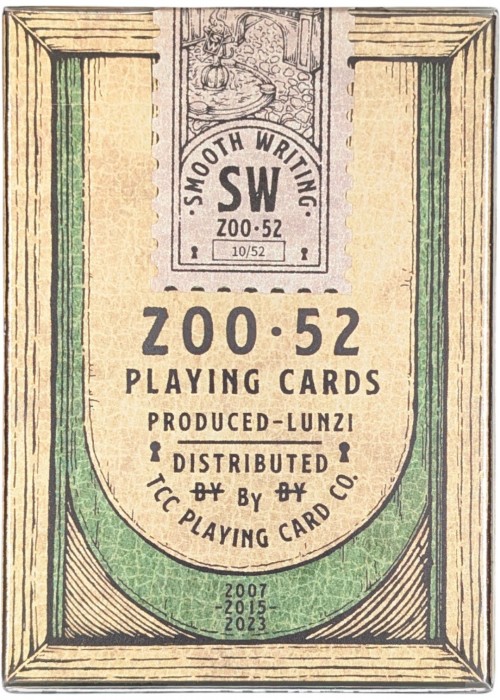 SMOOTH WRITING
SW
ZOO·52
10/52
ZOO·52
PLAYING CARDS
PRODUCED-LUNZI
DISTRIBUTED
BY By BY
TCC PLAYING CARD CO.
2007
-2015-
2023